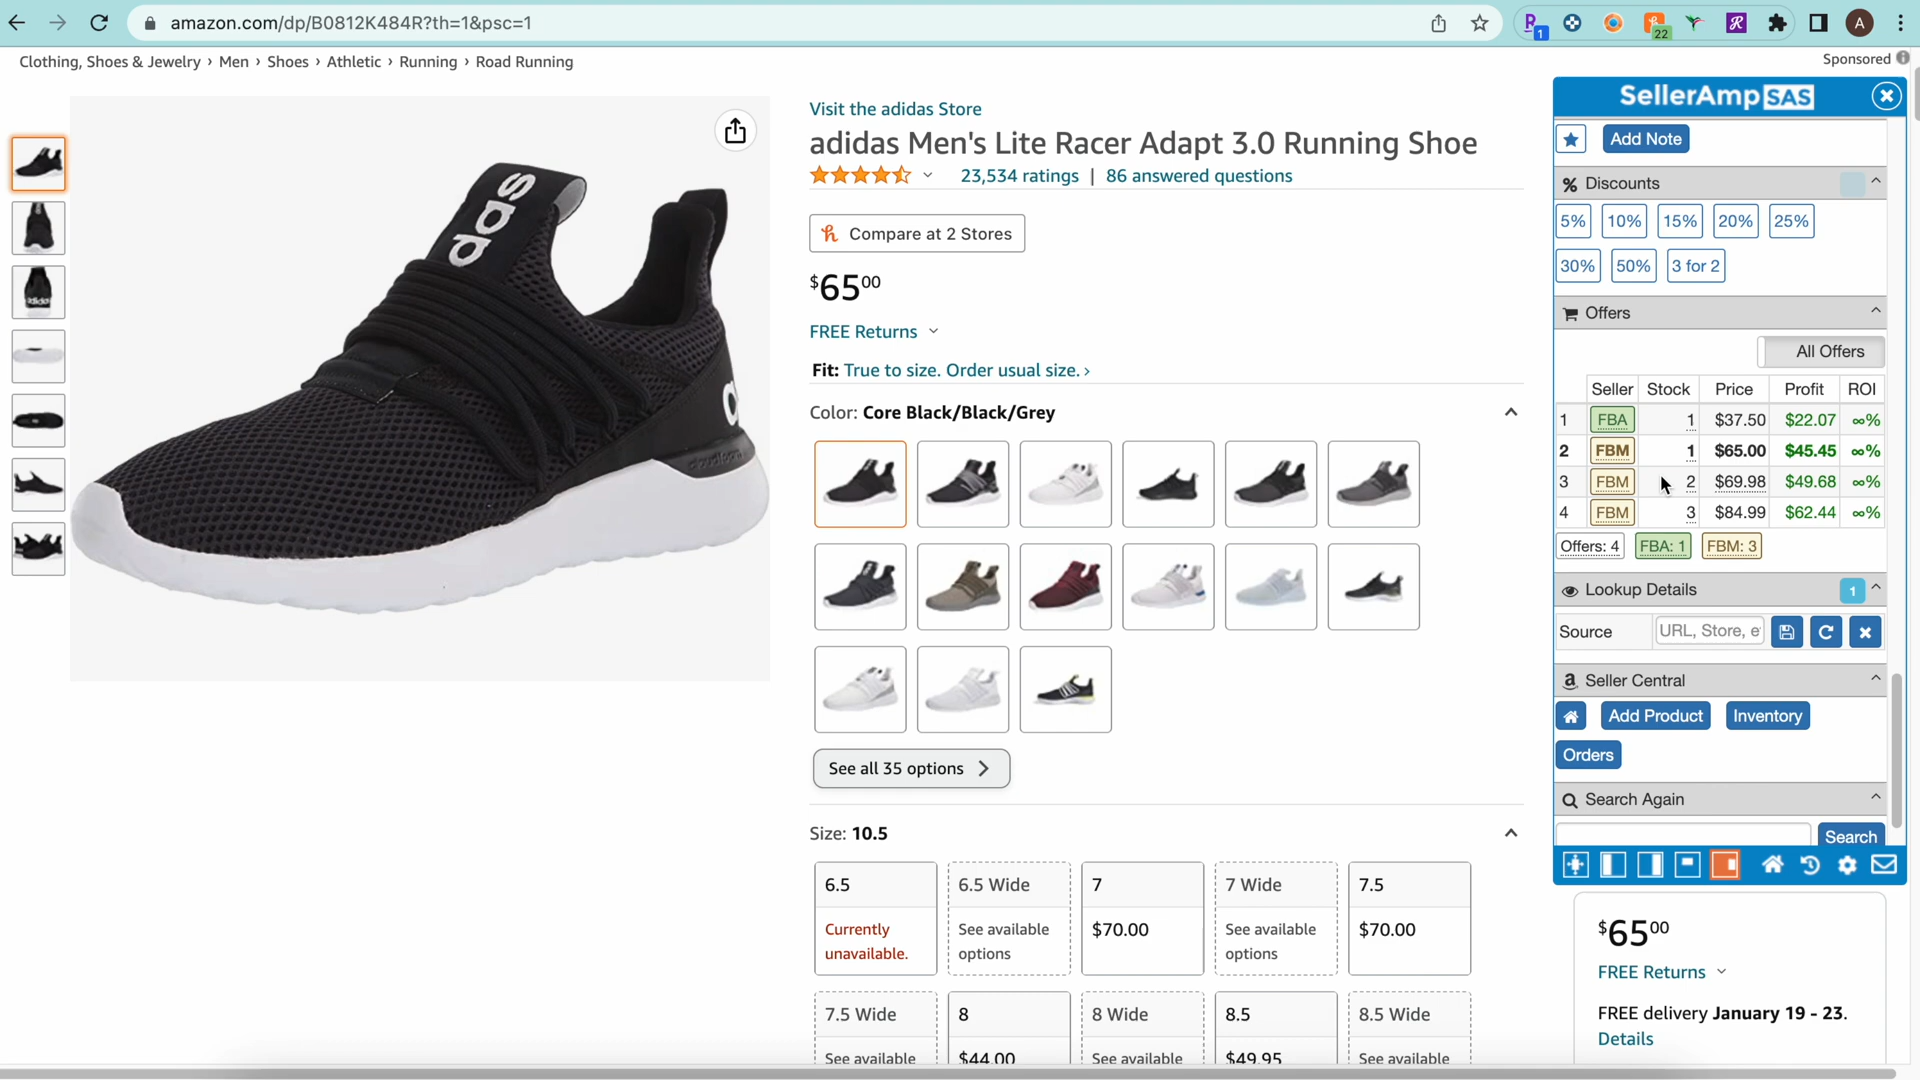 amazon.com/dp/B0812K484R?th=1&psc=1
1
22
A
Clothing, Shoes & Jewelry › Men › Shoes › Athletic › Running › Road Running
Sponsored
adidas
Visit the adidas Store
adidas Men's Lite Racer Adapt 3.0 Running Shoe
23,534 ratings | 86 answered questions
Compare at 2 Stores
$65 00
FREE Returns
Fit: True to size. Order usual size. ›
Color: Core Black/Black/Grey
See all 35 options
Size: 10.5
6.5 6.5 Wide 7 7 Wide 7.5
Currently unavailable. See available options $70.00 See available options $70.00
7.5 Wide 8 8 Wide 8.5 8.5 Wide
See available $44.00 See available $49.95 See available
SellerAmp SAS
Add Note
% Discounts
5% 10% 15% 20% 25%
30% 50% 3 for 2
Offers
All Offers
Seller Stock Price Profit ROI
1 FBA 1 $37.50 $22.07 ∞%
2 FBM 1 $65.00 $45.45 ∞%
3 FBM 2 $69.98 $49.68 ∞%
4 FBM 3 $84.99 $62.44 ∞%
Offers: 4 FBA: 1 FBM: 3
Lookup Details 1
Source URL, Store, e
a Seller Central
Add Product Inventory
Orders
Search Again
Search
$65 00
FREE Returns
FREE delivery January 19 - 23.
Details